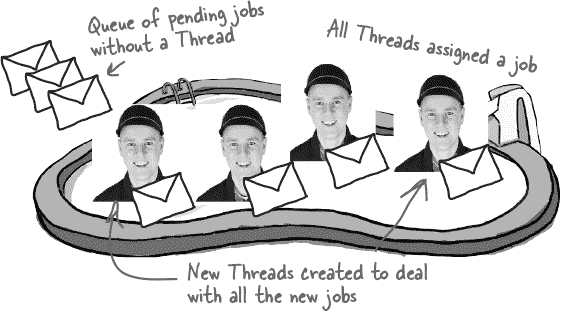 Queue of pending jobs
without a Thread
All Threads assigned a job
New Threads created to deal
with all the new jobs